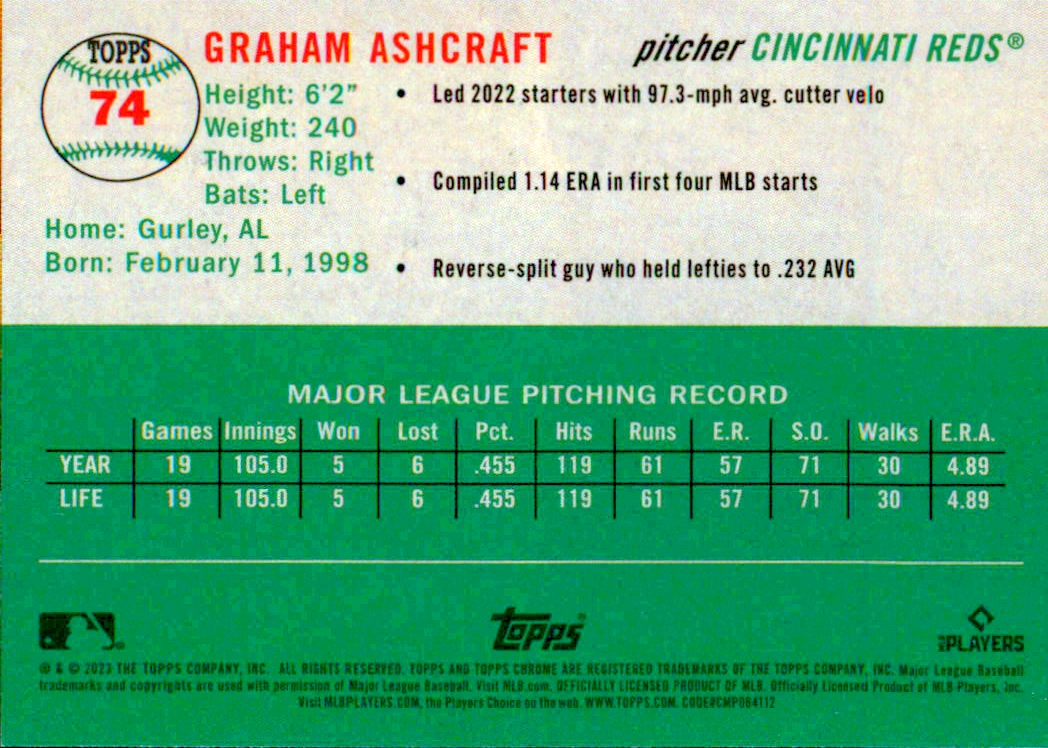 TOPPS
74
GRAHAM ASHCRAFT
pitcher CINCINNATI REDS®
Height: 6'2"
Weight: 240
Throws: Right
Bats: Left
Home: Gurley, AL
Born: February 11, 1998
• Led 2022 starters with 97.3-mph avg. cutter velo
• Compiled 1.14 ERA in first four MLB starts
• Reverse-split guy who held lefties to .232 AVG
MAJOR LEAGUE PITCHING RECORD
Games Innings Won Lost Pct. Hits Runs E.R. S.O. Walks E.R.A.
YEAR 19 105.0 5 6 .455 119 61 57 71 30 4.89
LIFE 19 105.0 5 6 .455 119 61 57 71 30 4.89
topps
PLAYERS
® & © 2023 THE TOPPS COMPANY, INC. ALL RIGHTS RESERVED. TOPPS AND TOPPS CHROME ARE REGISTERED TRADEMARKS OF THE TOPPS COMPANY, INC. Major League Baseball
trademarks and copyrights are used with permission of Major League Baseball. Visit MLB.com. OFFICIALLY LICENSED PRODUCT OF MLB. Officially Licensed Product of MLB Players, Inc.
Visit MLBPLAYERS.COM, the Players Choice on the web. WWW.TOPPS.COM. CODE#CMP064112